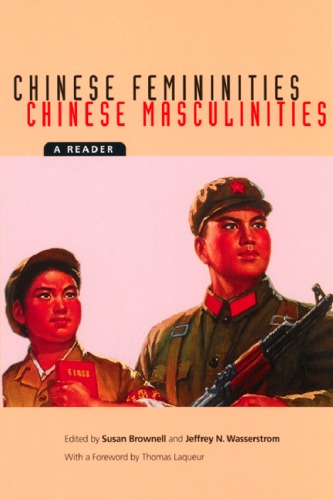 CHINESE FEMININITIES
CHINESE MASCULINITIES
A READER
Edited by Susan Brownell and Jeffrey N. Wasserstrom
With a Foreword by Thomas Laqueur